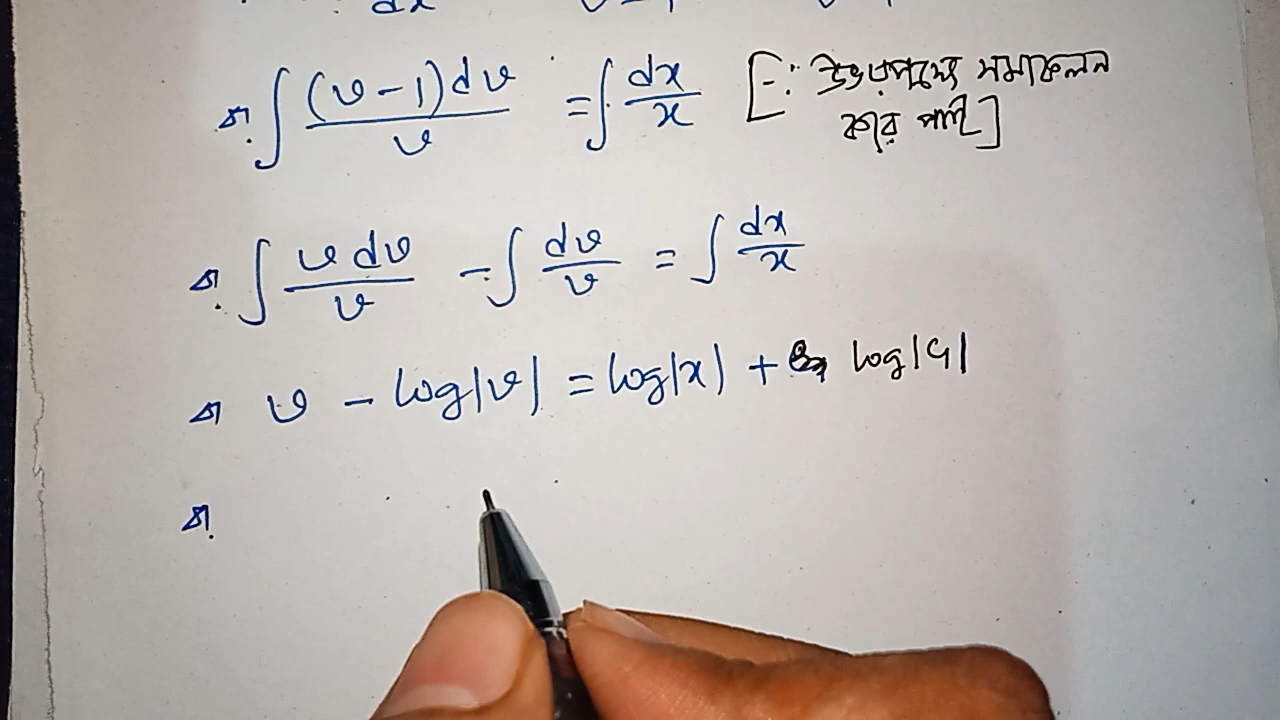 বা, ∫ (v-1)dv / v = ∫ dx / x [∵ উভয়পক্ষে সমাকলন
করে পাই]
বা, ∫ v dv / v - ∫ dv / v = ∫ dx / x
বা v - log|v| = log|x| + log|c|
বা,